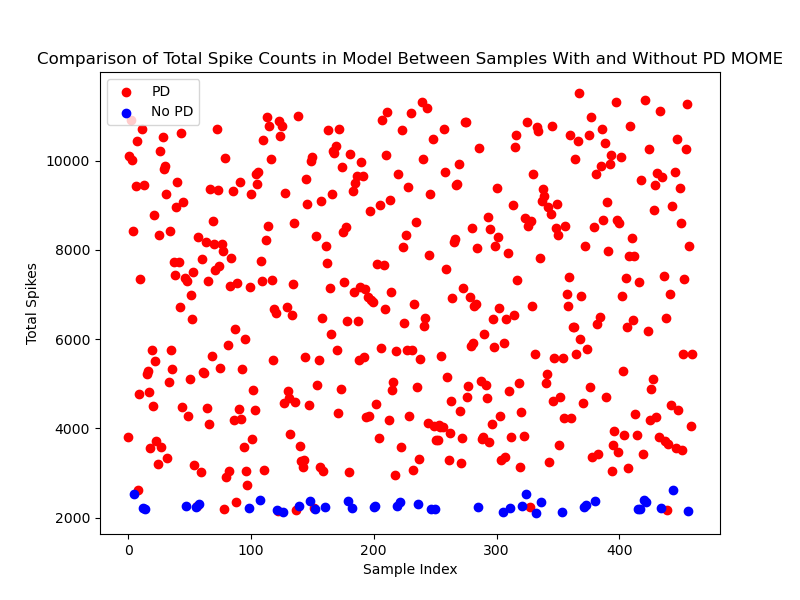 Comparison of Total Spike Counts in Model Between Samples With and Without PD MOME
PD
No PD
10000
8000
6000
4000
2000
Total Spikes
0
100
200
300
400
Sample Index